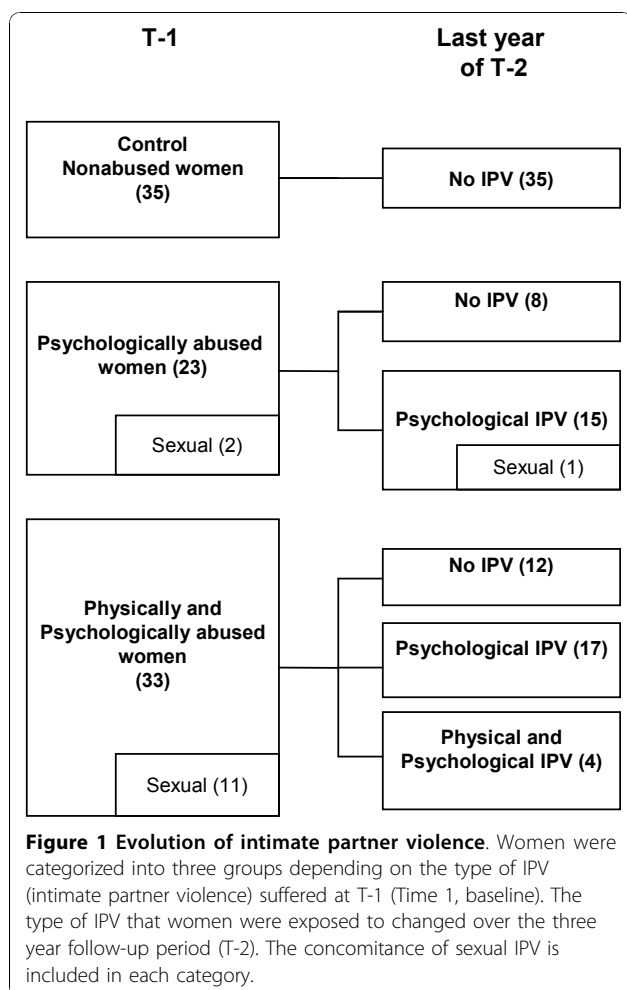 T-1
Last year
of T-2
Control
Nonabused women
(35)
No IPV (35)
Psychologically abused
women (23)
Sexual (2)
No IPV (8)
Psychological IPV (15)
Sexual (1)
Physically and
Psychologically abused
women
(33)
Sexual (11)
No IPV (12)
Psychological IPV (17)
Physical and
Psychological IPV (4)
Figure 1 Evolution of intimate partner violence. Women were
categorized into three groups depending on the type of IPV
(intimate partner violence) suffered at T-1 (Time 1, baseline). The
type of IPV that women were exposed to changed over the three
year follow-up period (T-2). The concomitance of sexual IPV is
included in each category.